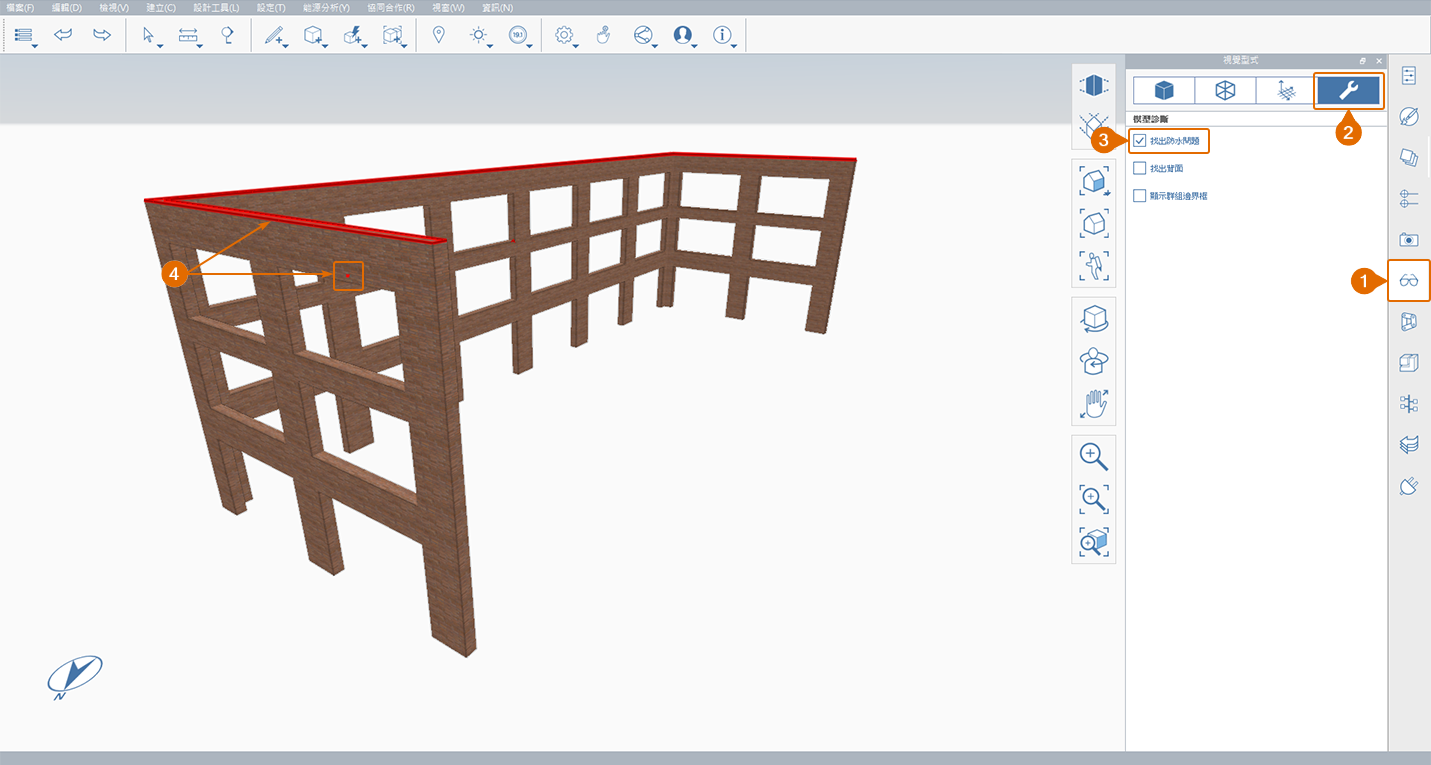 檔案(F) 編輯(D) 檢視(V) 建立(C) 設計工具(L) 設定(T) 能源分析(Y) 協同合作(R) 視窗(W) 資訊(N)
191
視覺型式
模型診斷
2
3
找出防水問題
找出背面
顯示群組邊界框
4
1
N